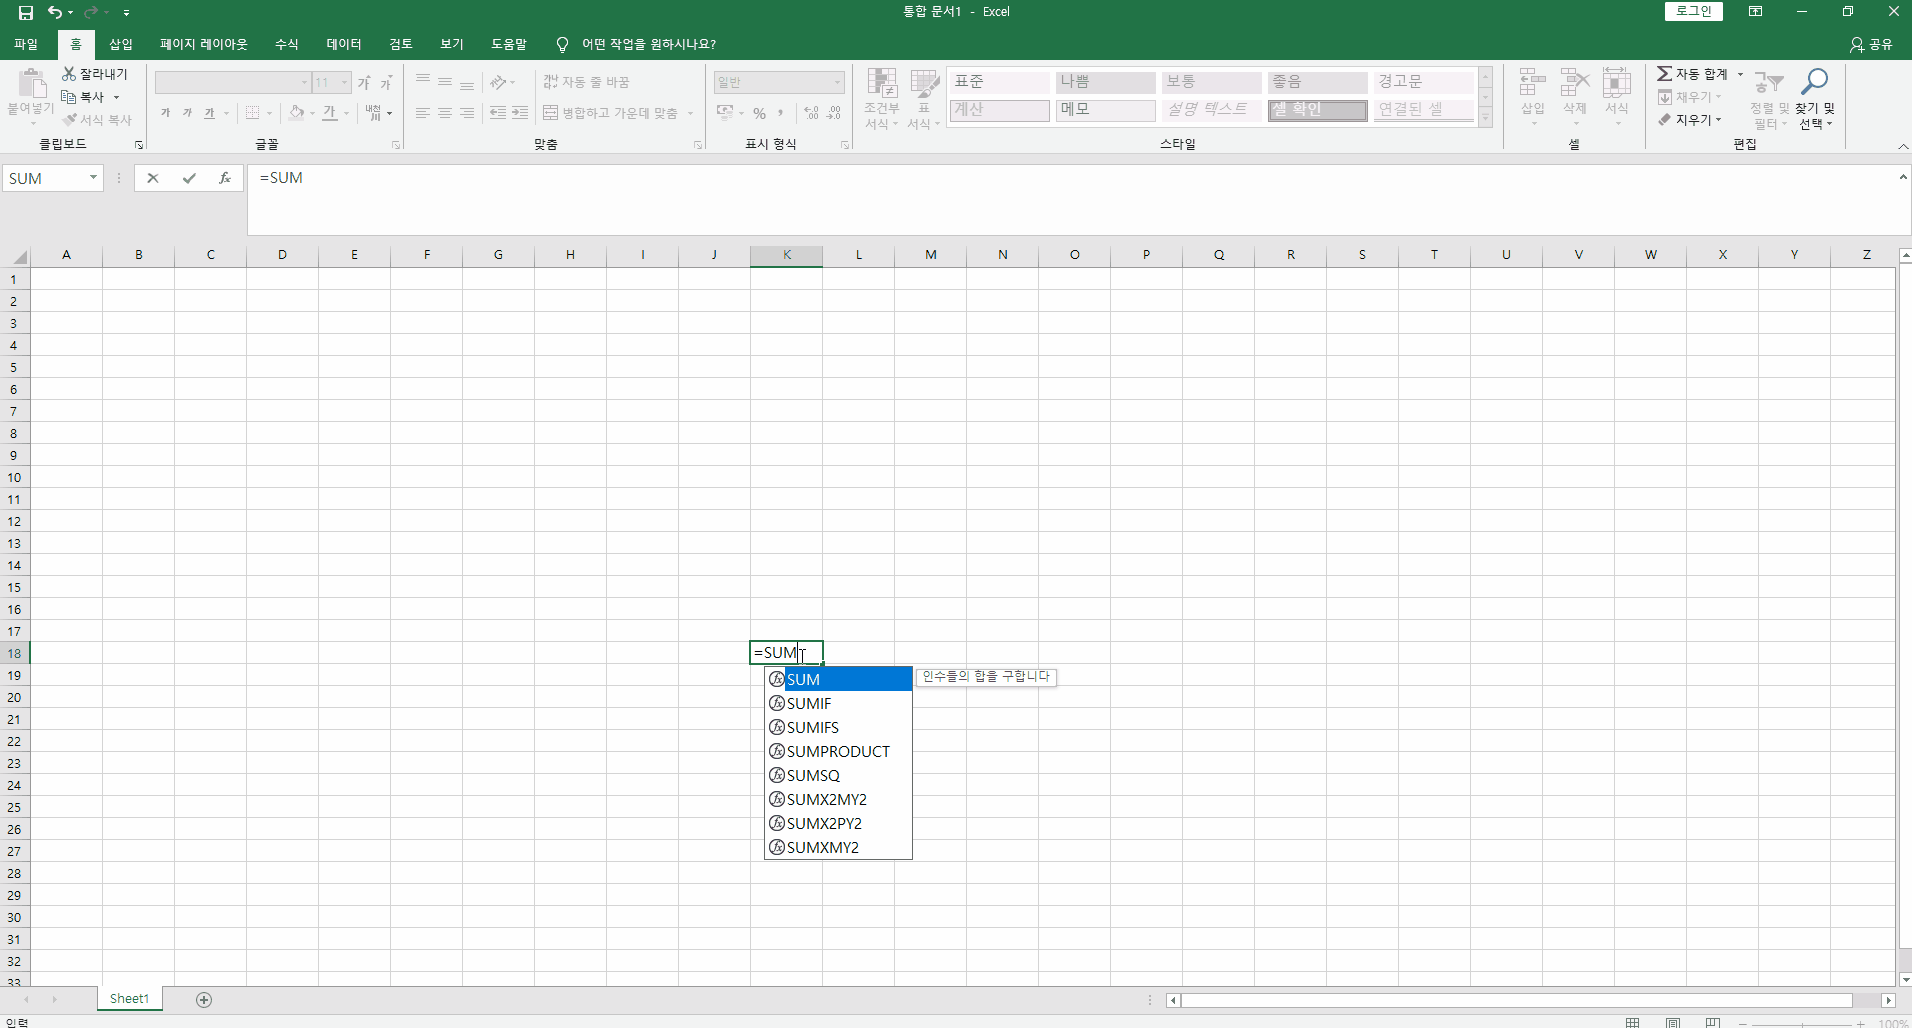 통합 문서1 - Excel
로그인
파일 홈 삽입 페이지 레이아웃 수식 데이터 검토 보기 도움말 어떤 작업을 원하시나요? 공유
붙여넣기 잘라내기 복사 서식 복사
11
가 가
가 가 가 가 내천
자동 줄 바꿈
병합하고 가운데 맞춤
일반
% ,
조건부 서식 표 서식
표준 나쁨 보통 좋음 경고문
계산 메모 설명 텍스트 셀 확인 연결된 셀
삽입 삭제 서식
자동 합계
채우기
지우기
정렬 및 필터 찾기 및 선택
클립보드 글꼴 맞춤 표시 형식 스타일 셀 편집
SUM fx =SUM
A B C D E F G H I J K L M N O P Q R S T U V W X Y Z
1
2
3
4
5
6
7
8
9
10
11
12
13
14
15
16
17
18 =SUM
19 SUM 인수들의 합을 구합니다
20 SUMIF
21 SUMIFS
22
23 SUMPRODUCT
24 SUMSQ
25 SUMX2MY2
26 SUMX2PY2
27 SUMXMY2
28
29
30
31
32
33
Sheet1
입력 100%